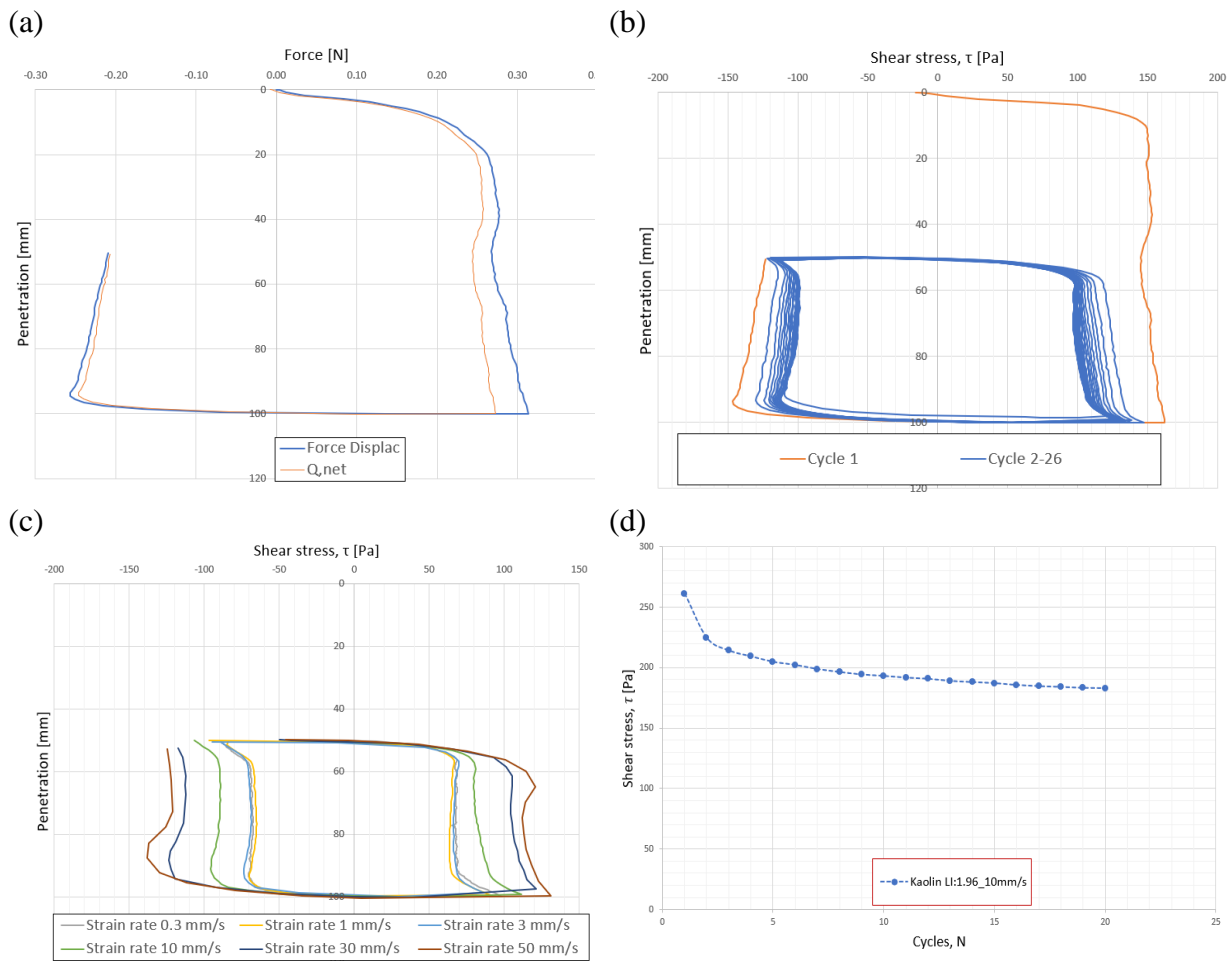 (a)
Force [N]
-0.30 -0.20 -0.10 0.00 0.10 0.20 0.30
0
20
40
60
80
100
120
Penetration [mm]
Force Displac
Q,net
(b)
Shear stress, τ [Pa]
-200 -150 -100 -50 0 50 100 150 200
0
20
40
60
80
100
120
Penetration [mm]
Cycle 1 Cycle 2-26
(c)
Shear stress, τ [Pa]
-200 -150 -100 -50 0 50 100 150
0
20
40
60
80
100
Penetration [mm]
Strain rate 0.3 mm/s Strain rate 1 mm/s Strain rate 3 mm/s
Strain rate 10 mm/s Strain rate 30 mm/s Strain rate 50 mm/s
(d)
300
250
200
150
100
50
0
Shear stress, τ [Pa]
0 5 10 15 20 25
Cycles, N
Kaolin LI:1.96_10mm/s